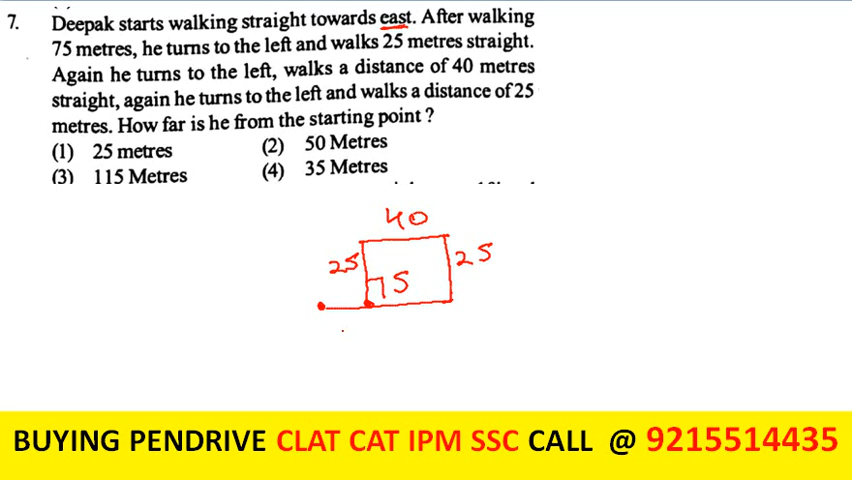 7. Deepak starts walking straight towards east. After walking
75 metres, he turns to the left and walks 25 metres straight.
Again he turns to the left, walks a distance of 40 metres
straight, again he turns to the left and walks a distance of 25
metres. How far is he from the starting point ?
(1) 25 metres (2) 50 Metres
(3) 115 Metres (4) 35 Metres
40
25 25
75
BUYING PENDRIVE CLAT CAT IPM SSC CALL @ 9215514435